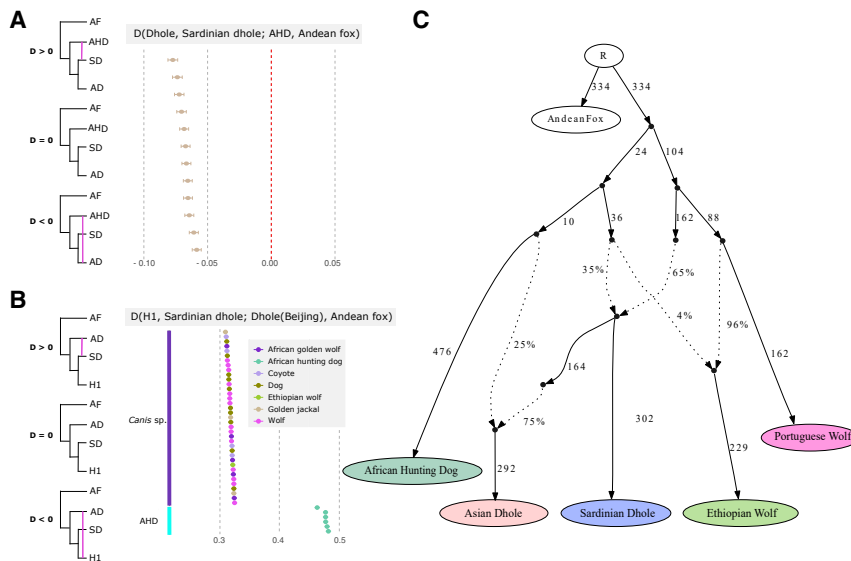 A
D(Dhole, Sardinian dhole; AHD, Andean fox)
D > 0
AF
AHD
SD
AD
D = 0
AF
AHD
SD
AD
D < 0
AF
AHD
SD
AD
- 0.10
- 0.05
0.00
0.05
B
D(H1, Sardinian dhole; Dhole(Beijing), Andean fox)
D > 0
AF
AD
SD
H1
D = 0
AF
AD
SD
H1
D < 0
AF
AD
SD
H1
Canis sp.
AHD
African golden wolf
African hunting dog
Coyote
Dog
Ethiopian wolf
Golden jackal
Wolf
0.3
0.4
0.5
C
R
334
334
AndeanFox
24
104
10
36
162
88
35%
65%
4%
96%
25%
476
164
162
75%
302
Portuguese Wolf
African Hunting Dog
292
229
Asian Dhole
Sardinian Dhole
Ethiopian Wolf